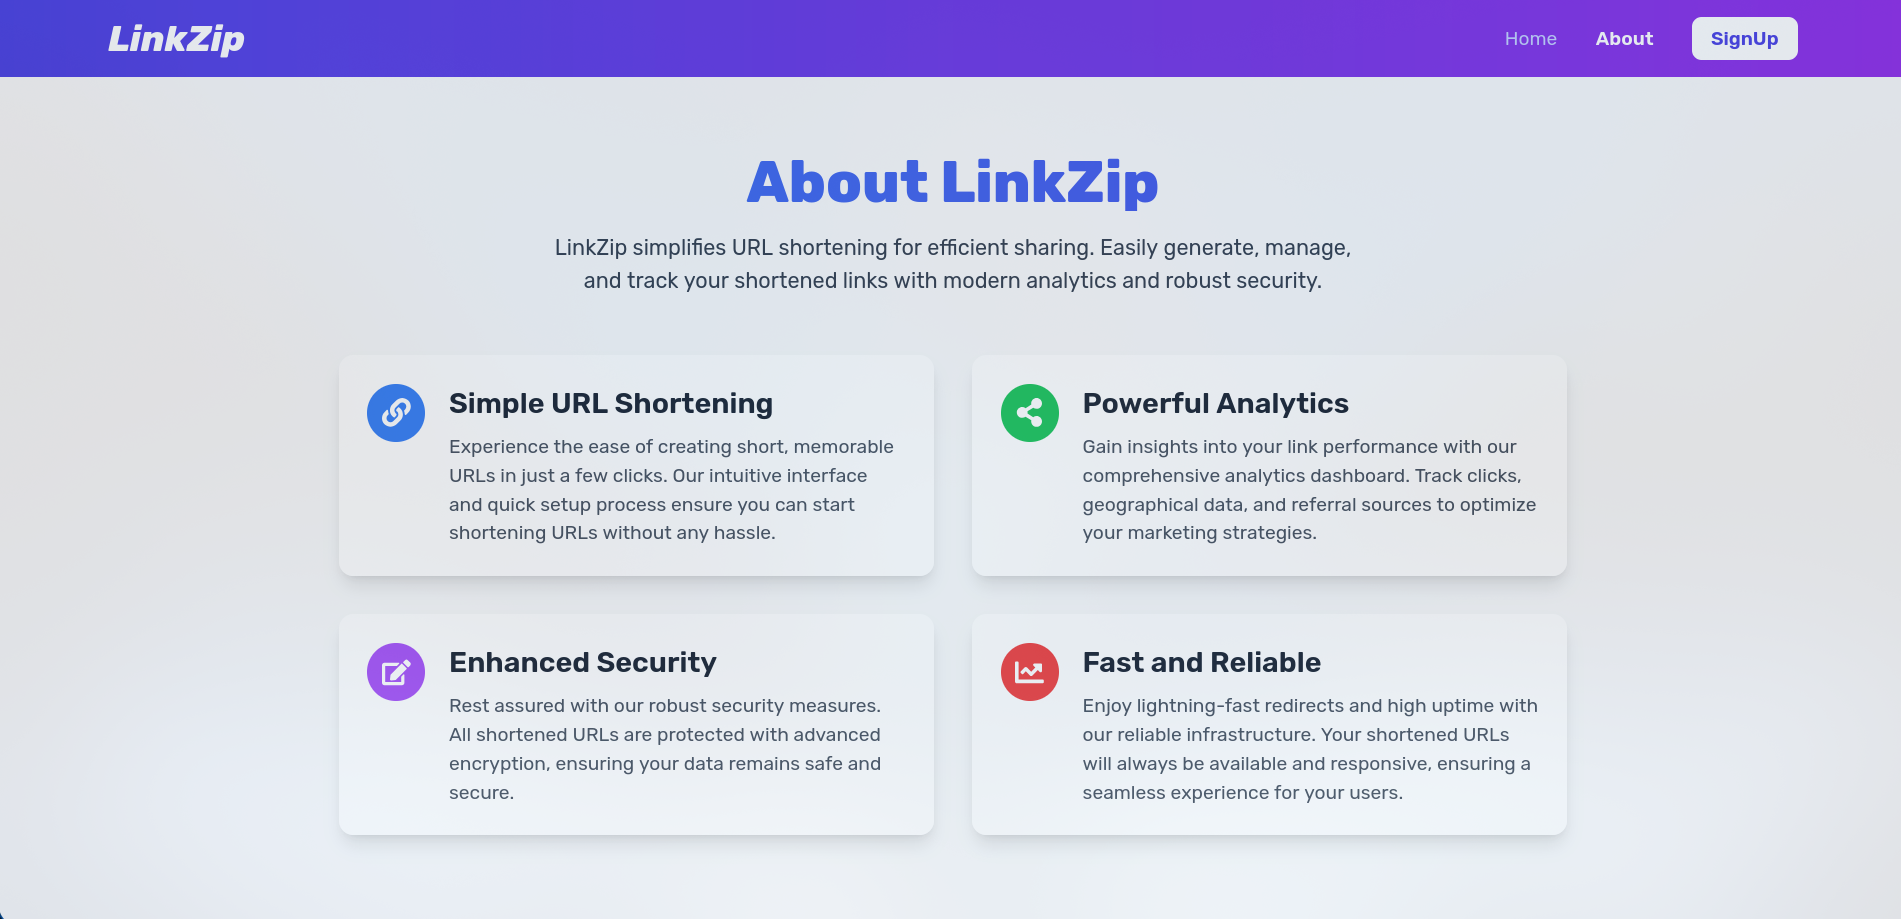 LinkZip
Home
About
SignUp
About LinkZip
LinkZip simplifies URL shortening for efficient sharing. Easily generate, manage,
and track your shortened links with modern analytics and robust security.
Simple URL Shortening
Experience the ease of creating short, memorable
URLs in just a few clicks. Our intuitive interface
and quick setup process ensure you can start
shortening URLs without any hassle.
Powerful Analytics
Gain insights into your link performance with our
comprehensive analytics dashboard. Track clicks,
geographical data, and referral sources to optimize
your marketing strategies.
Enhanced Security
Rest assured with our robust security measures.
All shortened URLs are protected with advanced
encryption, ensuring your data remains safe and
secure.
Fast and Reliable
Enjoy lightning-fast redirects and high uptime with
our reliable infrastructure. Your shortened URLs
will always be available and responsive, ensuring a
seamless experience for your users.